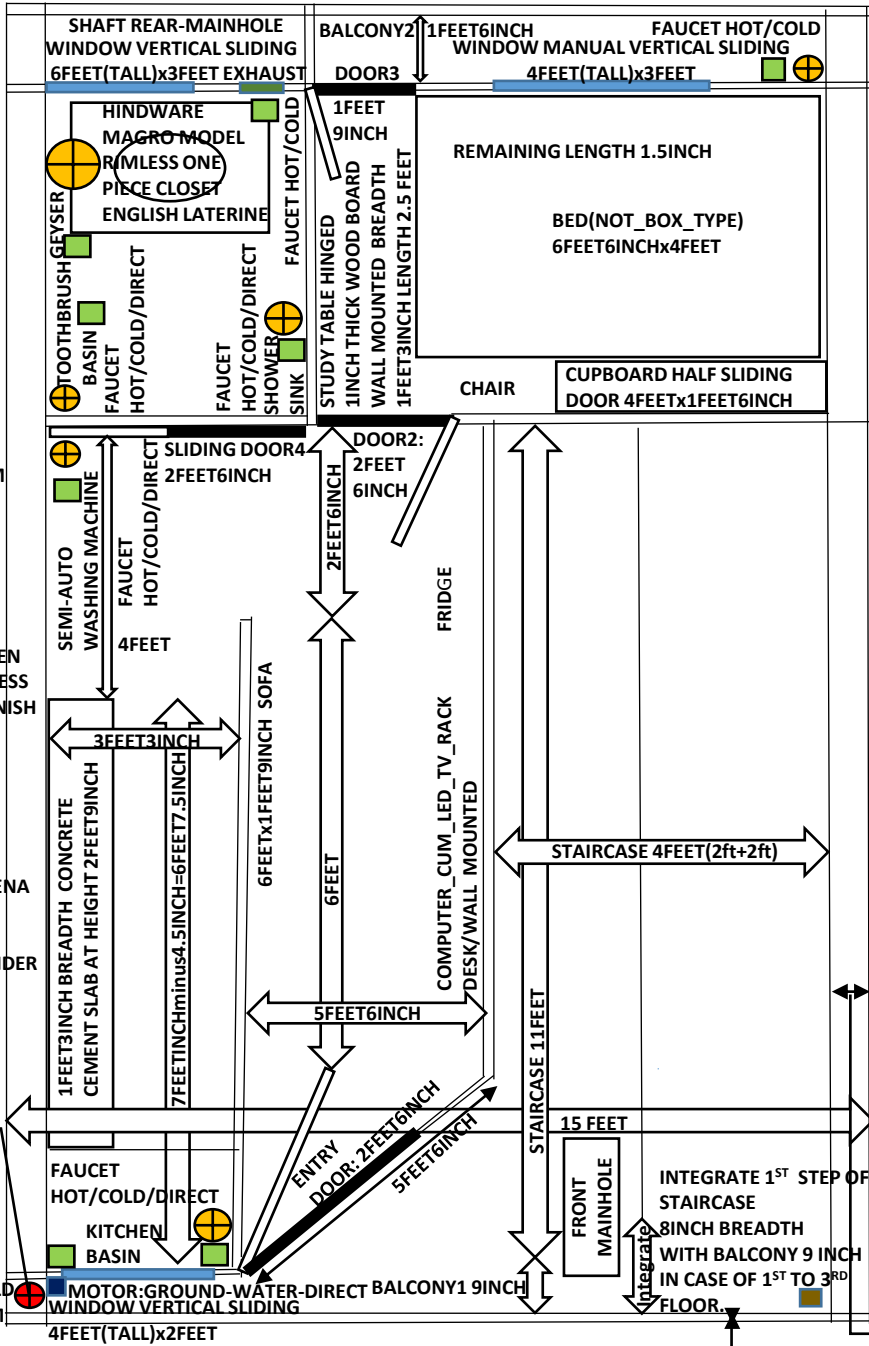 SHAFT REAR-MAINHOLE
WINDOW VERTICAL SLIDING
6FEET(TALL)x3FEET EXHAUST
BALCONY2 1FEET6INCH
FAUCET HOT/COLD
WINDOW MANUAL VERTICAL SLIDING
DOOR3
4FEET(TALL)x3FEET
HINDWARE
MAGRO MODEL
RIMLESS ONE
PIECE CLOSET
ENGLISH LATERINE
FAUCET HOT/COLD
1FEET
9INCH
REMAINING LENGTH 1.5INCH
BED(NOT_BOX_TYPE)
6FEET6INCHx4FEET
GEYSER
TOOTHBRUSH
BASIN
FAUCET
HOT/COLD/DIRECT
FAUCET
HOT/COLD/DIRECT
SHOWER
SINK
STUDY TABLE HINGED
1INCH THICK WOOD BOARD
WALL MOUNTED BREADTH
1FEET3INCH LENGTH 2.5 FEET
CHAIR
CUPBOARD HALF SLIDING
DOOR 4FEETx1FEET6INCH
SLIDING DOOR4
2FEET6INCH
DOOR2:
2FEET
6INCH
2FEET6INCH
M
SEMI-AUTO
WASHING MACHINE
FAUCET
HOT/COLD/DIRECT
4FEET
FRIDGE
EN
ESS
NISH
3FEET3INCH
6FEETx1FEET9INCH SOFA
1FEET3INCH BREADTH CONCRETE
CEMENT SLAB AT HEIGHT 2FEET9INCH
7FEETINCHminus4.5INCH=6FEET7.5INCH
6FEET
COMPUTER_CUM_LED_TV_RACK
DESK/WALL MOUNTED
STAIRCASE 4FEET(2ft+2ft)
ENA
DER
5FEET6INCH
STAIRCASE 11FEET
15 FEET
ENTRY
DOOR: 2FEET6INCH
5FEET6INCH
FAUCET
HOT/COLD/DIRECT
KITCHEN
BASIN
FRONT
MAINHOLE
Integrate
INTEGRATE 1ST STEP OF
STAIRCASE
8INCH BREADTH
WITH BALCONY 9 INCH
IN CASE OF 1ST TO 3RD
FLOOR.
LD
M
MOTOR:GROUND-WATER-DIRECT
BALCONY1 9INCH
WINDOW VERTICAL SLIDING
4FEET(TALL)x2FEET